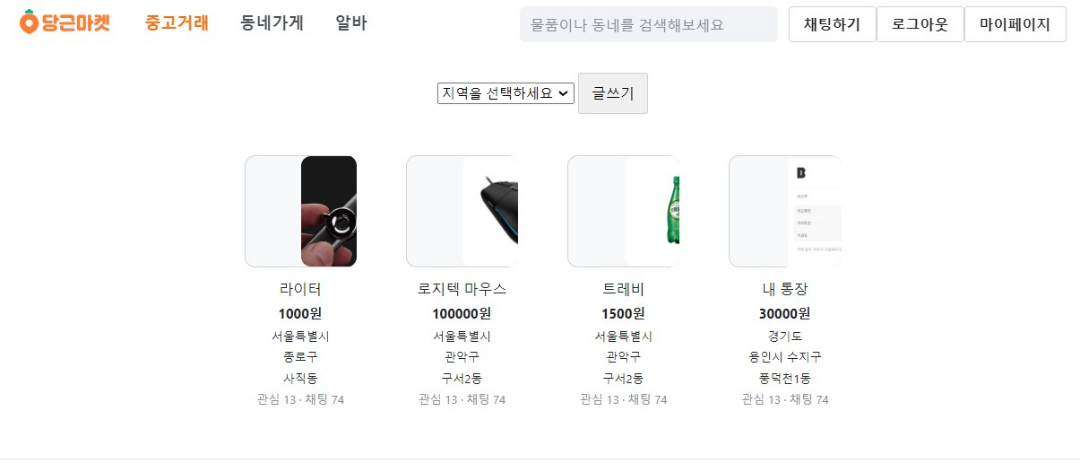 당근마켓 중고거래 동네가게 알바 물품이나 동네를 검색해보세요 채팅하기 로그아웃 마이페이지
지역을 선택하세요 글쓰기
B
라이터 로지텍 마우스 트레비 내 통장
1000원 100000원 1500원 30000원
서울특별시 서울특별시 서울특별시 경기도
종로구 관악구 관악구 용인시 수지구
사직동 구서2동 구서2동 풍덕전1동
관심 13 · 채팅 74 관심 13 · 채팅 74 관심 13 · 채팅 74 관심 13 · 채팅 74